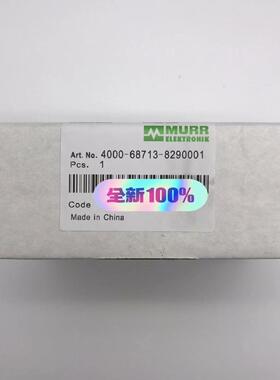 MURR
ELEKTRONIK
Art. No. 4000-68713-8290001
Pcs. 1
全新100%
Code
Made in China